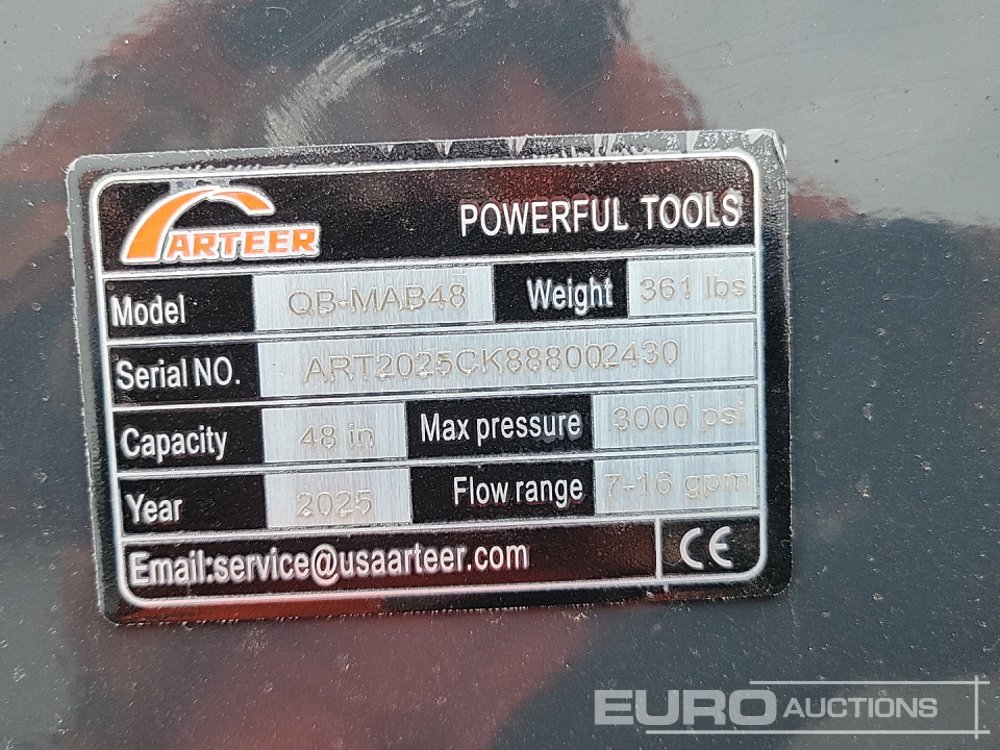 ARTEER POWERFUL TOOLS
Model QB-MAB48 Weight 361 lbs
Serial NO. ART2025CK888002430
Capacity 48 in Max pressure 3000 psi
Year 2025 Flow range 7-16 gpm
Email:service@usaarteer.com CE
EURO AUCTIONS